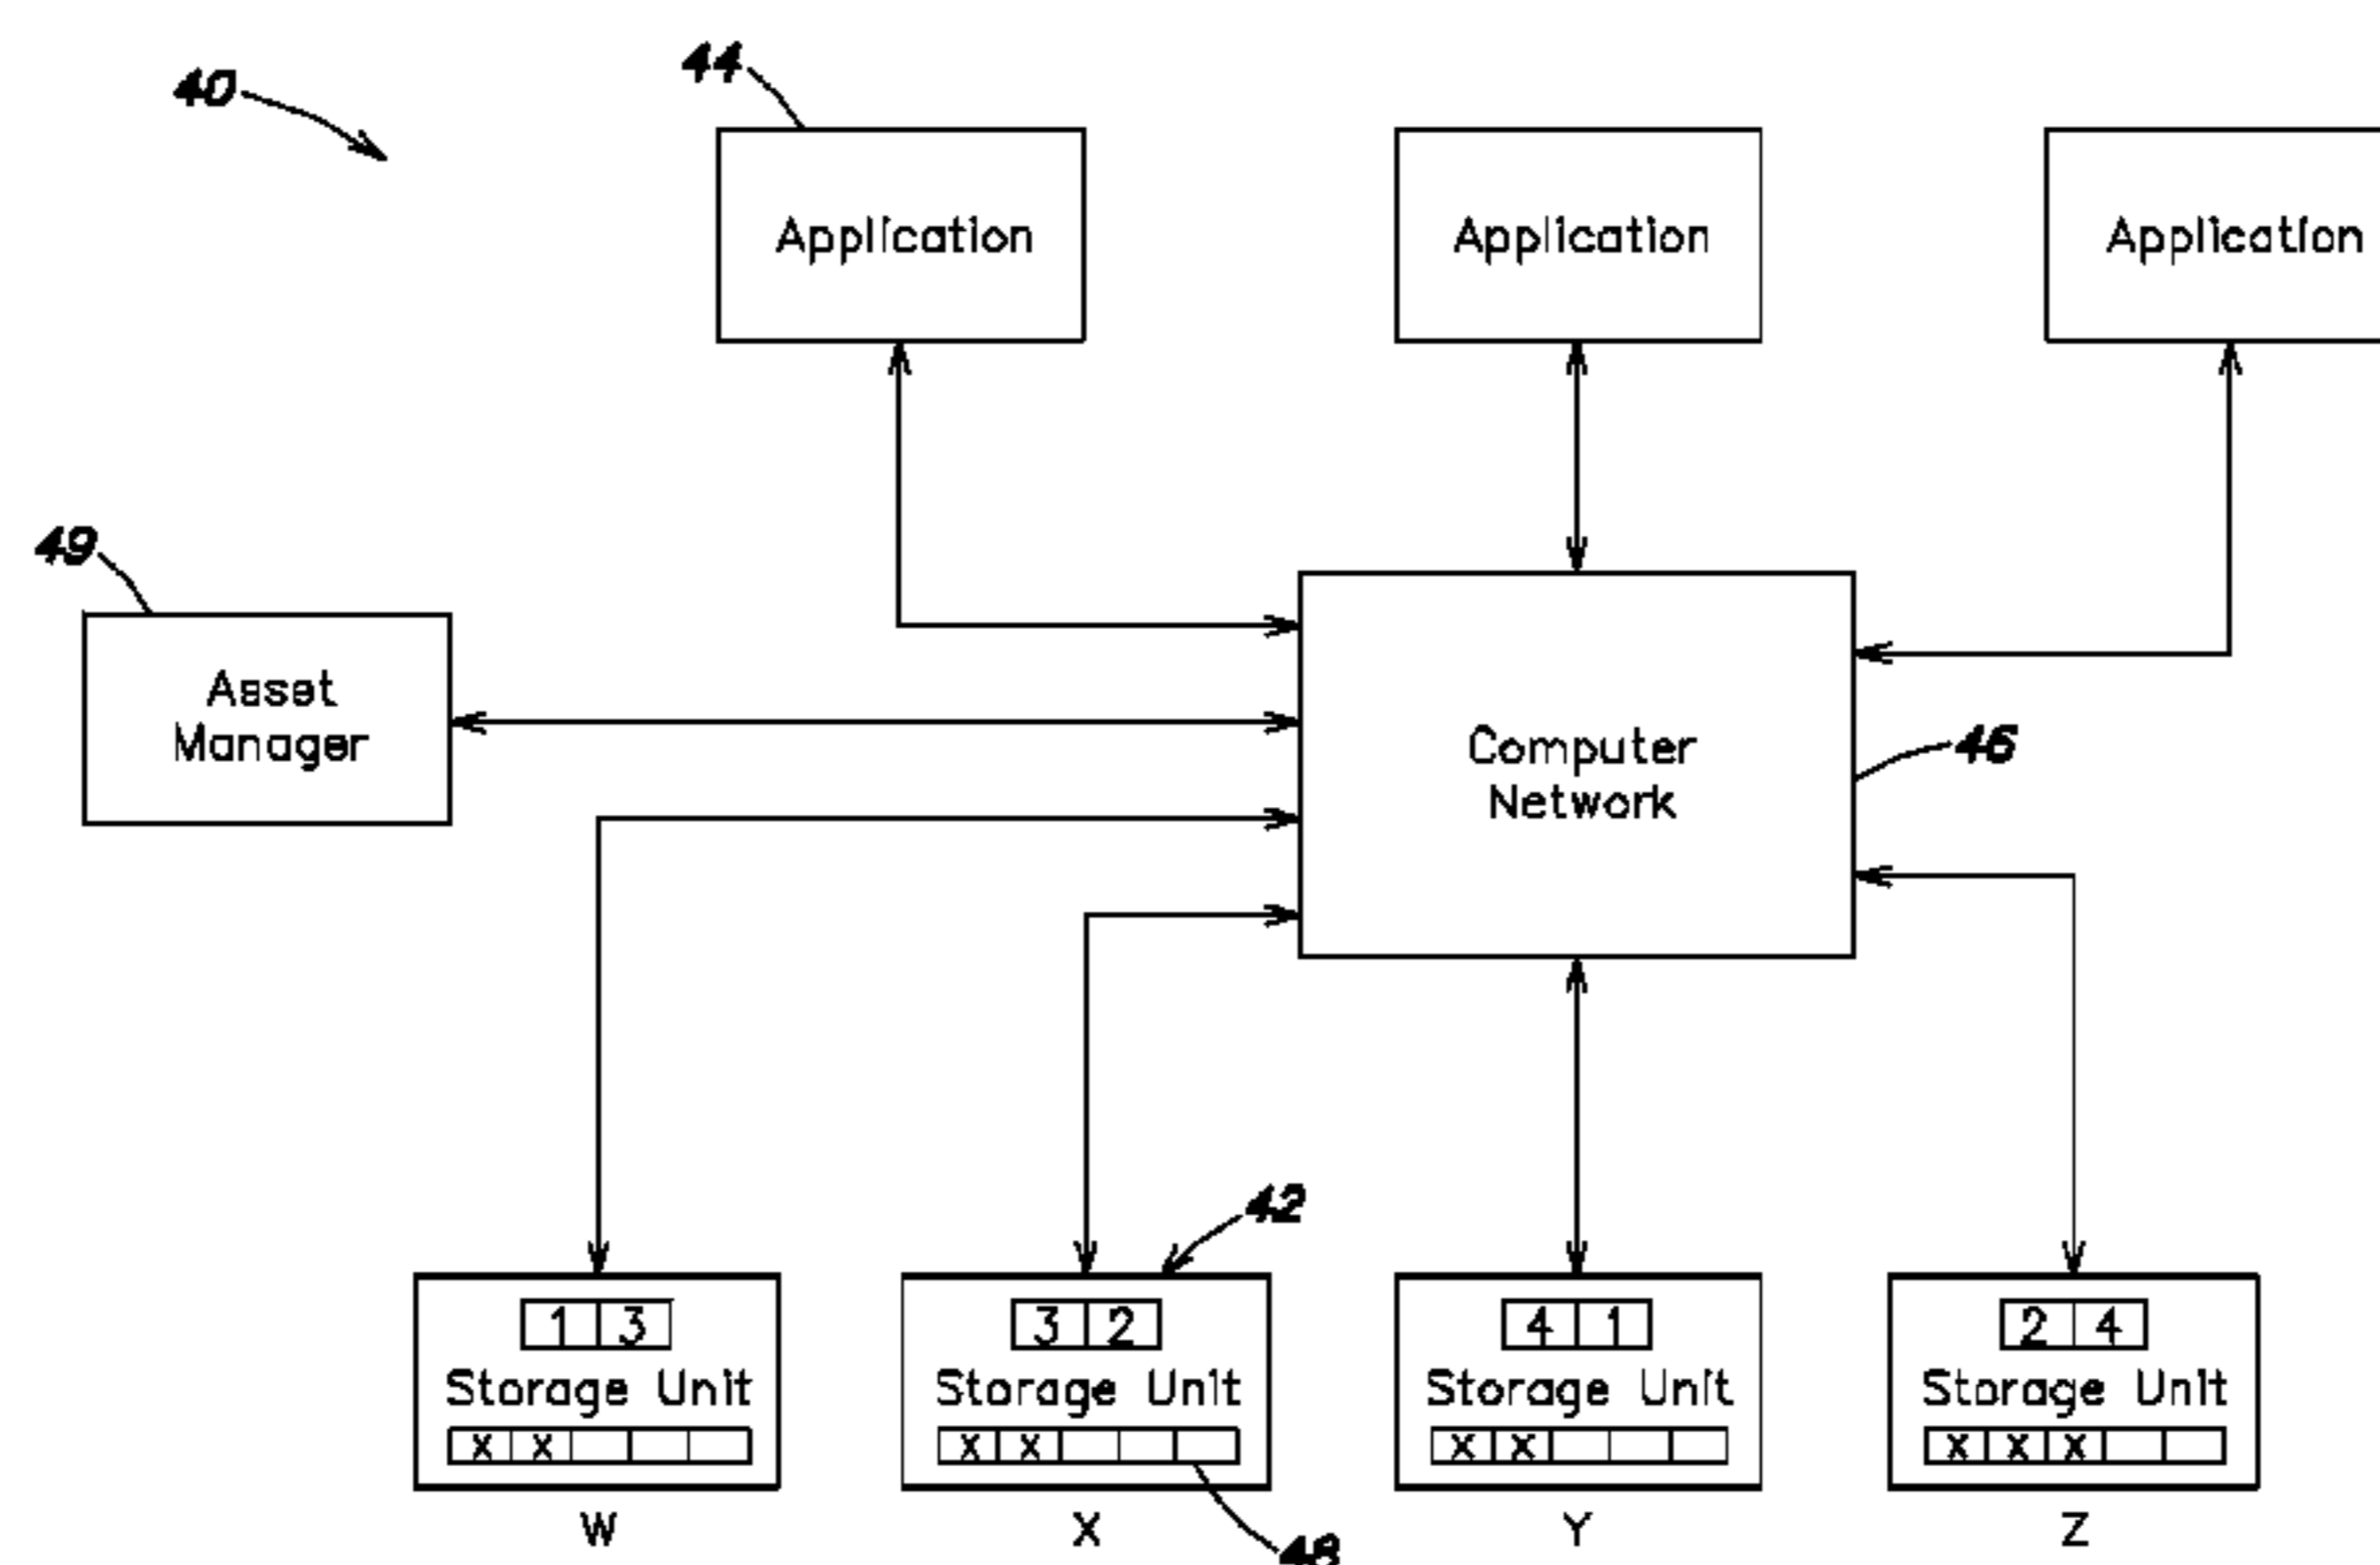 40
44
Application
Application
Application
49
Asset
Manager
Computer
Network
46
42
1 3
3 2
4 1
2 4
Storage Unit
Storage Unit
Storage Unit
Storage Unit
x x
x x
x x
x x x
W
X
Y
Z
48